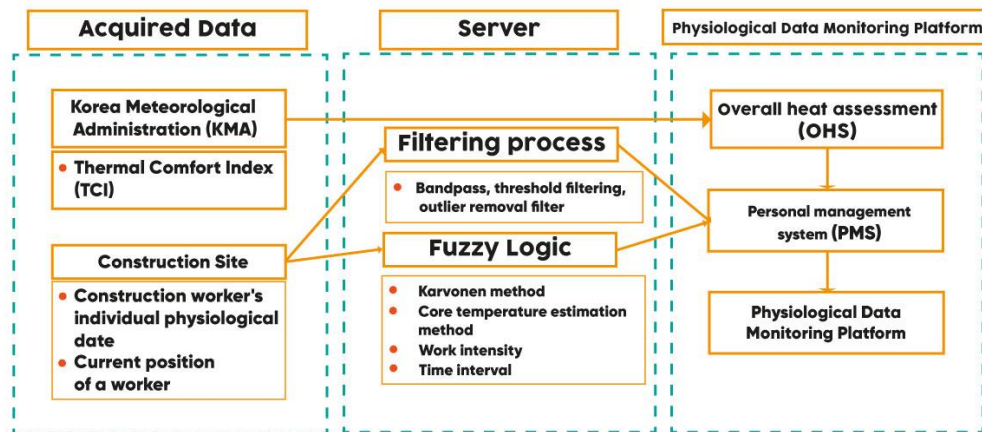 Acquired Data
Server
Physiological Data Monitoring Platform
Korea Meteorological
Administration (KMA)
Thermal Comfort Index
(TCI)
Construction Site
Construction worker's
individual physiological
date
Current position
of a worker
Filtering process
Bandpass, threshold filtering,
outlier removal filter
Fuzzy Logic
Karvonen method
Core temperature estimation
method
Work intensity
Time interval
Overall heat assessment
(OHS)
Personal management
system (PMS)
Physiological Data
Monitoring Platform